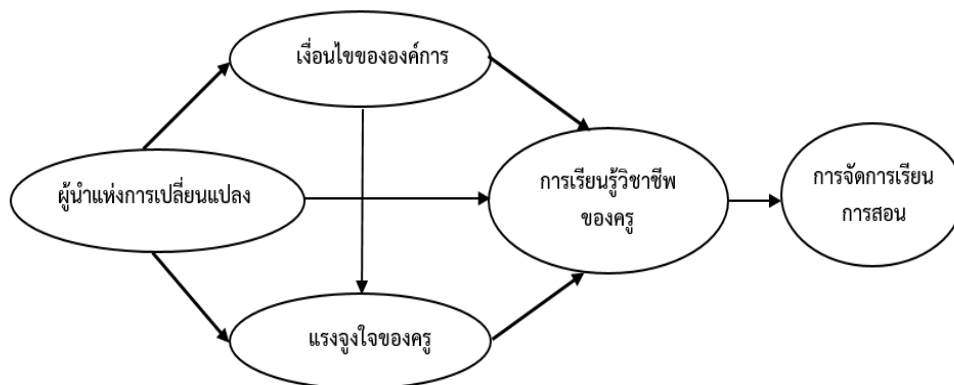 เงื่อนไขขององค์การ
ผู้นำแห่งการเปลี่ยนแปลง
การเรียนรู้วิชาชีพ
ของครู
การจัดการเรียน
การสอน
แรงจูงใจของครู